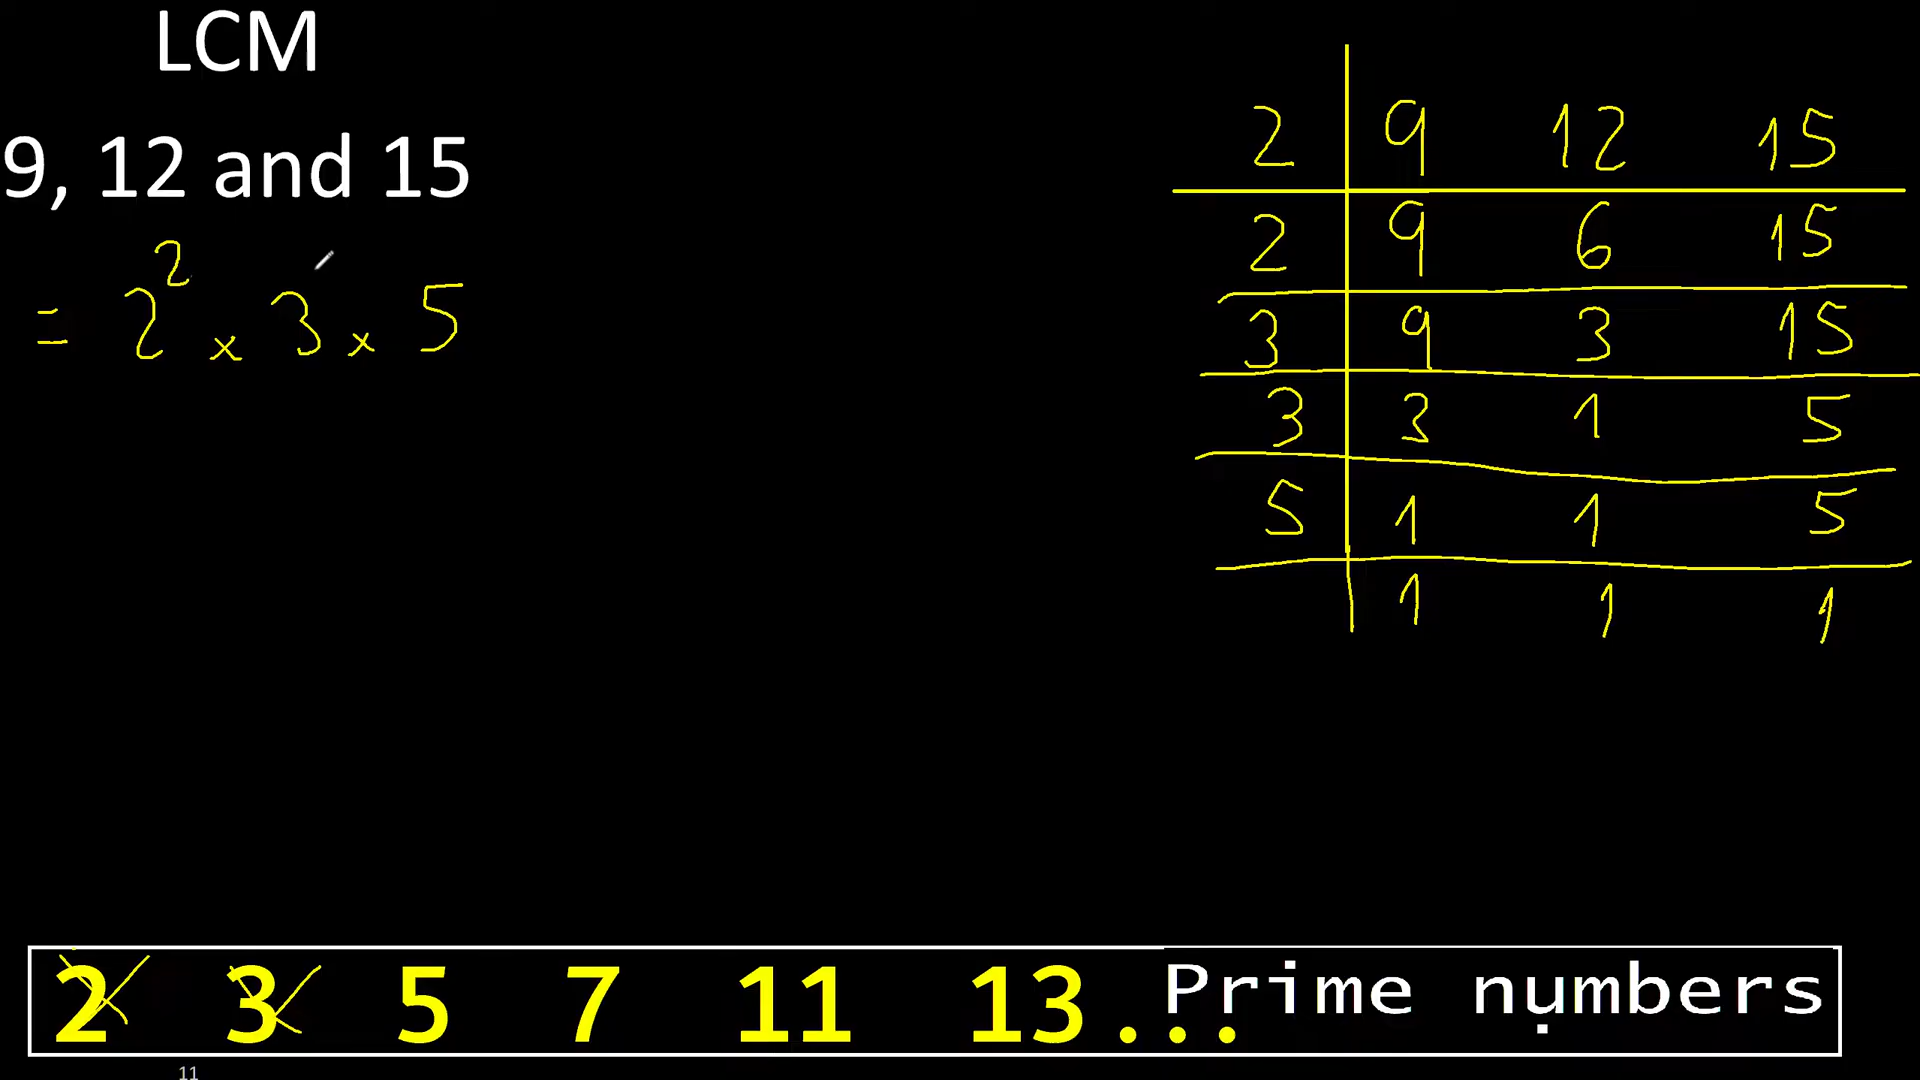 LCM
9, 12 and 15
= 2² x 3 x 5
2 9 12 15
2 9 6 15
3 9 3 15
3 3 1 5
5 1 1 5
1 1 1
2 3 5 7 11 13... Prime numbers
11